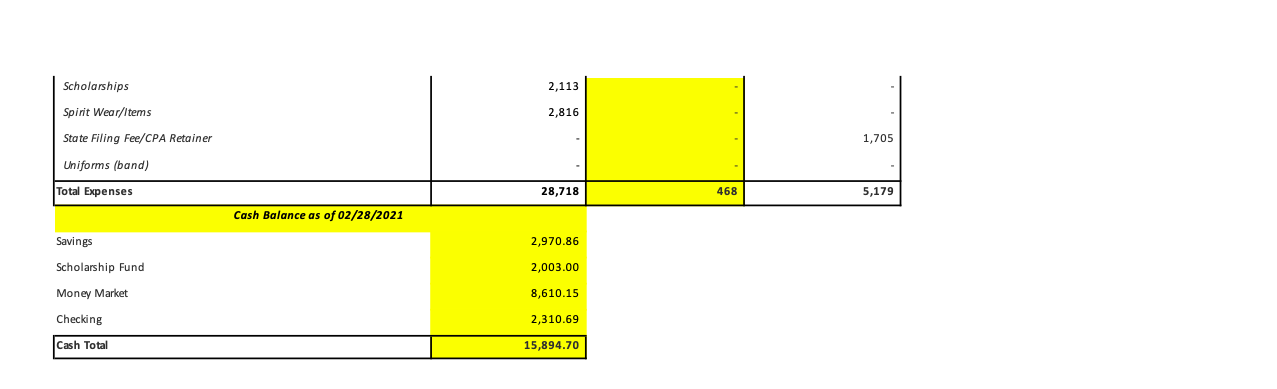 Scholarships 2,113 - -
Spirit Wear/Items 2,816 - -
State Filing Fee/CPA Retainer - - 1,705
Uniforms (band) - - -
Total Expenses 28,718 468 5,179
Cash Balance as of 02/28/2021
Savings 2,970.86
Scholarship Fund 2,003.00
Money Market 8,610.15
Checking 2,310.69
Cash Total 15,894.70